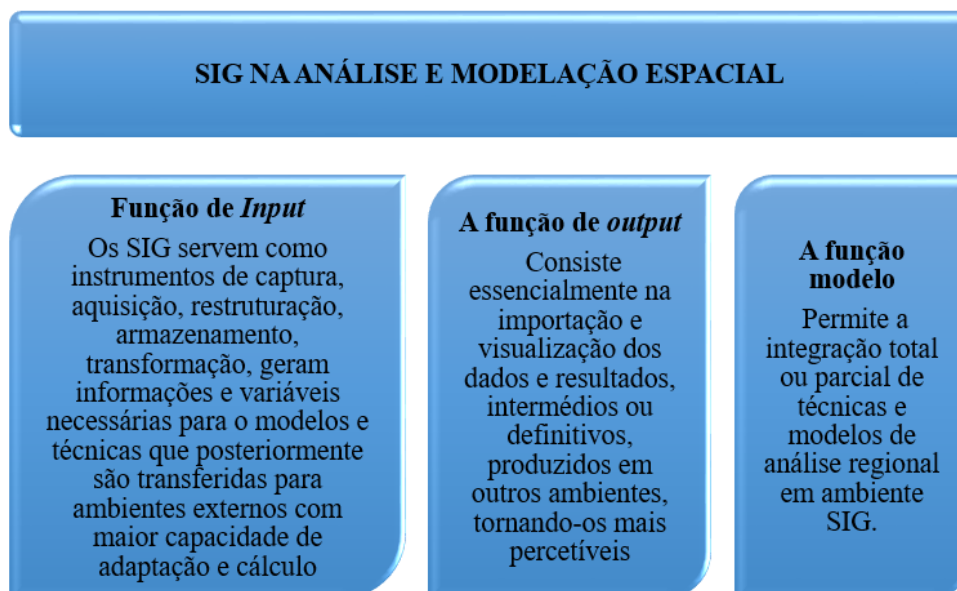 SIG NA ANÁLISE E MODELAÇÃO ESPACIAL
Função de Input
Os SIG servem como
instrumentos de captura,
aquisição, restruturação,
armazenamento,
transformação, geram
informações e variáveis
necessárias para o modelos e
técnicas que posteriormente
são transferidas para
ambientes externos com
maior capacidade de
adaptação e cálculo
A função de output
Consiste
essencialmente na
importação e
visualização dos
dados e resultados,
intermédios ou
definitivos,
produzidos em
outros ambientes,
tornando-os mais
percetíveis
A função
modelo
Permite a
integração total
ou parcial de
técnicas e
modelos de
análise regional
em ambiente
SIG.